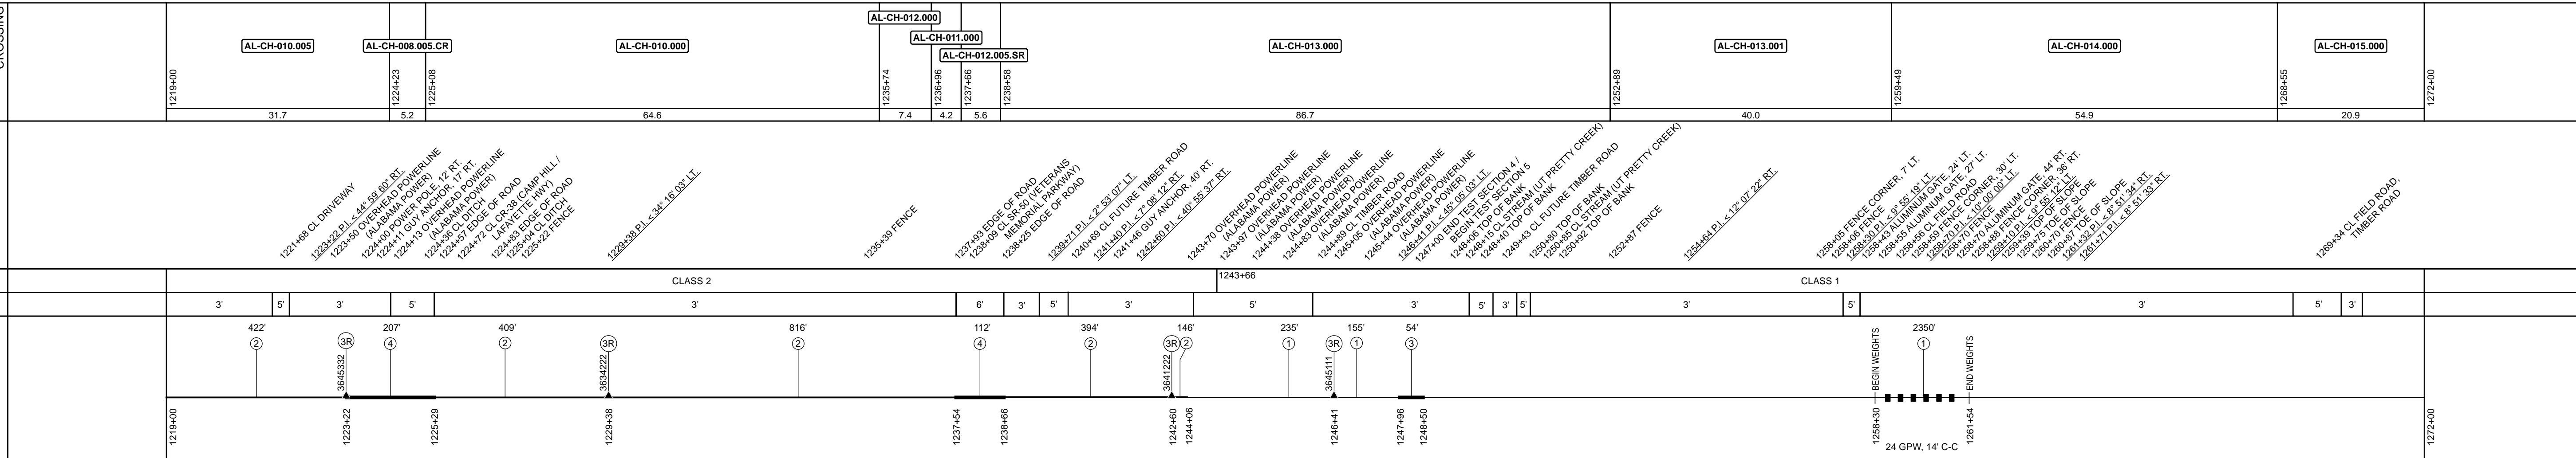 CROSSING
AL-CH-010.005
AL-CH-008.005.CR
AL-CH-010.000
AL-CH-012.000
AL-CH-011.000
AL-CH-012.005.SR
AL-CH-013.000
AL-CH-013.001
AL-CH-014.000
AL-CH-015.000
1219+00
1224+23
1225+08
1235+74
1236+96
1237+66
1238+58
1252+89
1259+49
1268+55
1272+00
31.7
5.2
64.6
7.4
4.2
5.6
86.7
40.0
54.9
20.9
1221+68 CL DRIVEWAY
1223+22 P.I. < 44° 59' 60" RT.
1223+50 OVERHEAD POWERLINE
(ALABAMA POWER)
1224+00 POWER POLE, 12' RT.
1224+11 GUY ANCHOR, 17' RT.
1224+13 OVERHEAD POWERLINE
(ALABAMA POWER)
1224+38 CL DITCH
1224+57 EDGE OF ROAD
1224+72 CL CR-38 (CAMP HILL /
LAFAYETTE HWY)
1224+83 EDGE OF ROAD
1225+04 CL DITCH
1225+22 FENCE
1229+38 P.I. < 34° 16' 03" LT.
1235+39 FENCE
1237+93 EDGE OF ROAD
1238+09 SR-50 (VETERANS
MEMORIAL PARKWAY)
1238+25 EDGE OF ROAD
1239+71 P.I. < 2° 53' 07" LT.
1240+69 CL FUTURE TIMBER ROAD
1241+40 P.I. < 7° 08' 12" RT.
1241+46 GUY ANCHOR, 40' RT.
1242+60 P.I. < 40° 55' 37" RT.
1243+70 OVERHEAD POWERLINE
(ALABAMA POWER)
1243+97 OVERHEAD POWERLINE
(ALABAMA POWER)
1244+38 OVERHEAD POWERLINE
(ALABAMA POWER)
1244+83 OVERHEAD POWERLINE
(ALABAMA POWER)
1244+89 CL TIMBER ROAD
1245+05 OVERHEAD POWERLINE
(ALABAMA POWER)
1245+44 OVERHEAD POWERLINE
(ALABAMA POWER)
1246+41 P.I. < 45° 05' 03" LT.
1247+00 END TEST SECTION 4 /
BEGIN TEST SECTION 5
1248+06 TOP OF BANK
1248+15 CL STREAM (UT PRETTY CREEK)
1248+40 TOP OF BANK
1249+43 CL FUTURE TIMBER ROAD
1250+80 TOP OF BANK
1250+85 CL STREAM (UT PRETTY CREEK)
1250+92 TOP OF BANK
1252+87 FENCE
1254+64 P.I. < 12° 07' 22" RT.
1258+05 FENCE CORNER, 7' LT.
1258+06 FENCE
1258+30 P.I. < 9° 55' 19" LT.
1258+43 ALUMINUM GATE, 24' LT.
1258+55 ALUMINUM GATE, 27' LT.
1258+56 CL FIELD ROAD
1258+59 FENCE CORNER, 30' LT.
1258+70 P.I. < 10° 00' 00" LT.
1258+70 FENCE
1258+70 ALUMINUM GATE, 44' RT.
1258+88 FENCE CORNER, 36' RT.
1259+10 P.I. < 9° 55' 12" LT.
1259+39 TOP OF SLOPE
1259+75 TOE OF SLOPE
1260+70 FENCE
1260+87 TOE OF SLOPE
1261+32 P.I. < 8° 51' 34" RT.
1261+71 P.I. < 8° 51' 33" RT.
1269+34 CL FIELD ROAD,
TIMBER ROAD
CLASS 2
1243+66
CLASS 1
3'
5'
3'
5'
3'
6'
3'
5'
3'
5'
3'
5'
3'
5'
3'
5'
3'
5'
3'
422'
207'
409'
816'
112'
394'
146'
235'
155'
54'
2350'
2
3R
4
2
3R
2
4
2
3R
2
1
3R
1
3
1
3645332
3634222
3641222
3645111
BEGIN WEIGHTS
END WEIGHTS
1219+00
1223+22
1225+29
1229+38
1237+54
1238+66
1242+60
1244+06
1246+41
1247+96
1248+50
1258+30
1261+54
1272+00
24 GPW, 14' C-C